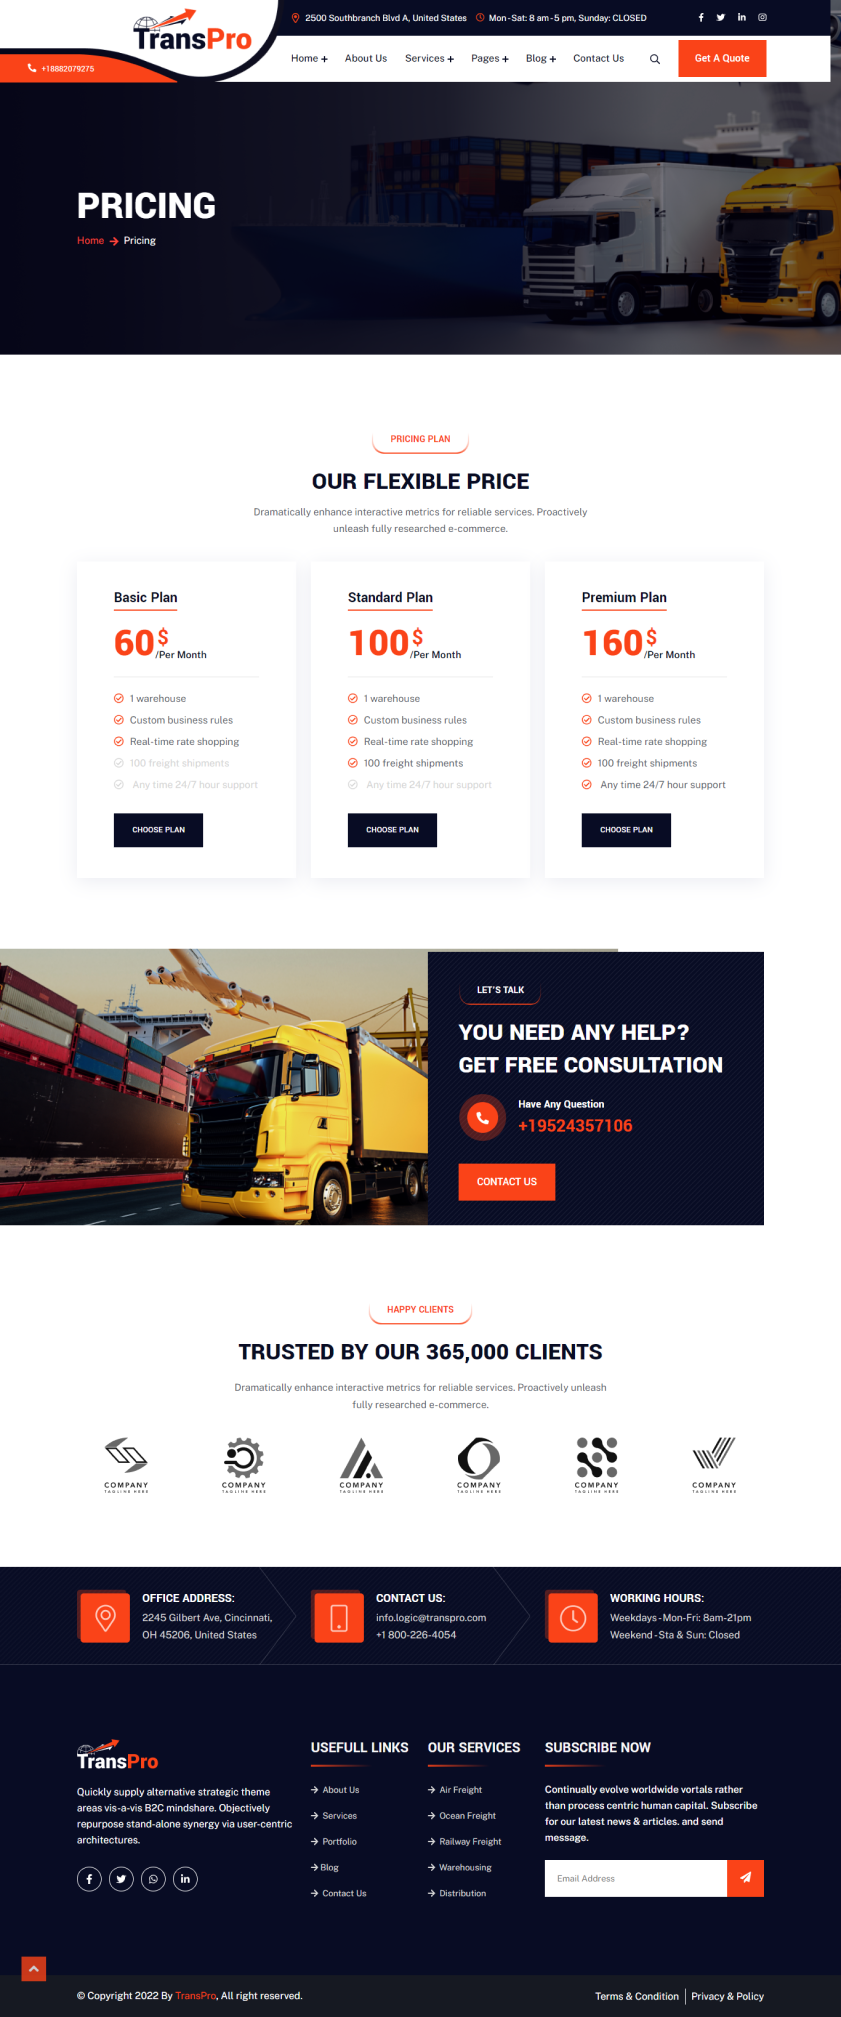 2500 Southbranch Blvd A, United States
Mon - Sat: 8 am - 5 pm, Sunday: CLOSED
TransPro
+18882079275
Home +
About Us
Services +
Pages +
Blog +
Contact Us
Get A Quote
PRICING
Home
Pricing
PRICING PLAN
OUR FLEXIBLE PRICE
Dramatically enhance interactive metrics for reliable services. Proactively
unleash fully researched e-commerce.
Basic Plan
60$/Per Month
1 warehouse
Custom business rules
Real-time rate shopping
100 freight shipments
Any time 24/7 hour support
CHOOSE PLAN
Standard Plan
100$/Per Month
1 warehouse
Custom business rules
Real-time rate shopping
100 freight shipments
Any time 24/7 hour support
CHOOSE PLAN
Premium Plan
160$/Per Month
1 warehouse
Custom business rules
Real-time rate shopping
100 freight shipments
Any time 24/7 hour support
CHOOSE PLAN
LET'S TALK
YOU NEED ANY HELP?
GET FREE CONSULTATION
Have Any Question
+19524357106
CONTACT US
HAPPY CLIENTS
TRUSTED BY OUR 365,000 CLIENTS
Dramatically enhance interactive metrics for reliable services. Proactively unleash
fully researched e-commerce.
COMPANY
TAGLINE HERE
COMPANY
TAGLINE HERE
COMPANY
TAGLINE HERE
COMPANY
TAGLINE HERE
COMPANY
TAGLINE HERE
COMPANY
TAGLINE HERE
OFFICE ADDRESS:
2245 Gilbert Ave, Cincinnati,
OH 45206, United States
CONTACT US:
info.logic@transpro.com
+1 800-226-4054
WORKING HOURS:
Weekdays - Mon-Fri: 8am-21pm
Weekend - Sta & Sun: Closed
TransPro
Quickly supply alternative strategic theme
areas vis-a-vis B2C mindshare. Objectively
repurpose stand-alone synergy via user-centric
architectures.
USEFULL LINKS
About Us
Services
Portfolio
Blog
Contact Us
OUR SERVICES
Air Freight
Ocean Freight
Railway Freight
Warehousing
Distribution
SUBSCRIBE NOW
Continually evolve worldwide vortals rather
than process centric human capital. Subscribe
for our latest news & articles. and send
message.
Email Address
© Copyright 2022 By TransPro, All right reserved.
Terms & Condition
Privacy & Policy